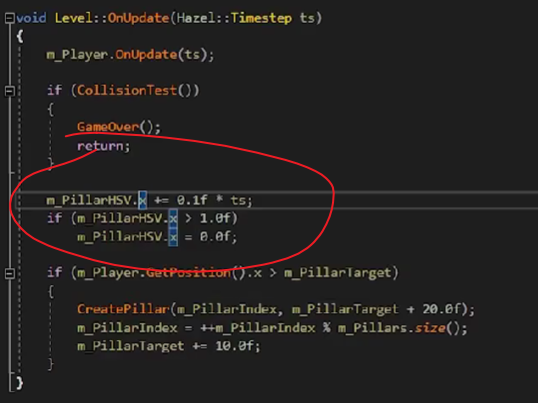 void Level::OnUpdate(Hazel::Timestep ts)
{
m_Player.OnUpdate(ts);
if (CollisionTest())
{
GameOver();
return;
}
m_PillarHSV.x += 0.1f * ts;
if (m_PillarHSV.x > 1.0f)
m_PillarHSV.x = 0.0f;
if (m_Player.GetPosition().x > m_PillarTarget)
{
CreatePillar(m_PillarIndex, m_PillarTarget + 20.0f);
m_PillarIndex = ++m_PillarIndex % m_Pillars.size();
m_PillarTarget += 10.0f;
}
}